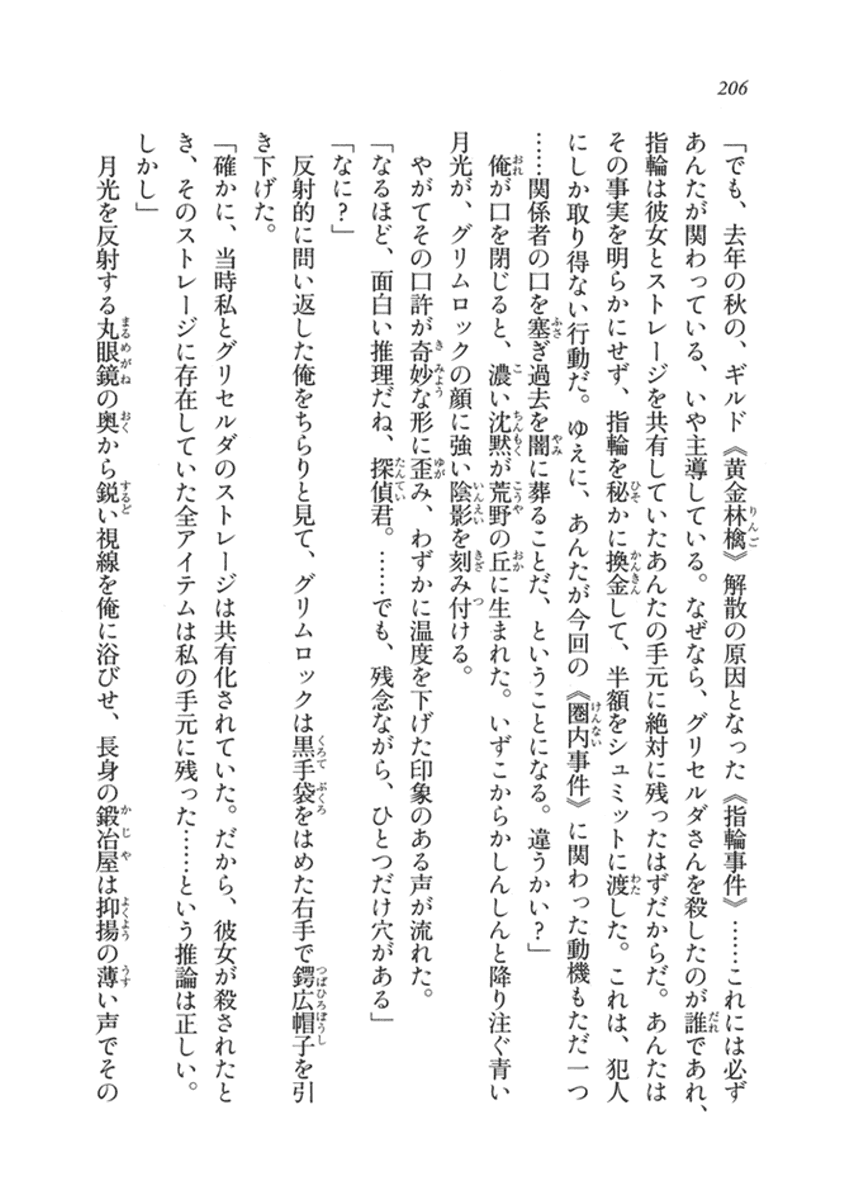 206
「でも、去年の秋の、ギルド《黄金林檎》解散の原因となった《指輪事件》……これには必ず
あんたが関わっている、いや主導している。なぜなら、グリセルダさんを殺したのが誰であれ、
指輪は彼女とストレージを共有していたあんたの手元に絶対に残ったはずだからだ。あんたは
その事実を明らかにせず、指輪を秘かに換金して、半額をシュミットに渡した。これは、犯人
にしか取り得ない行動だ。ゆえに、あんたが今回の《圏内事件》に関わった動機もただ一つ
……関係者の口を塞ぎ過去を闇に葬ることだ、ということになる。違うかい？」
　俺が口を閉じると、濃い沈黙が荒野の丘に生まれた。いずこからかしんしんと降り注ぐ青い
月光が、グリムロックの顔に強い陰影を刻み付ける。
　やがてその口許が奇妙な形に歪み、わずかに温度を下げた印象のある声が流れた。
「なるほど、面白い推理だね、探偵君。……でも、残念ながら、ひとつだけ穴がある」
「なに？」
　反射的に問い返した俺をちらりと見て、グリムロックは黒手袋をはめた右手で鍔広帽子を引
き下げた。
「確かに、当時私とグリセルダのストレージは共有化されていた。だから、彼女が殺されたと
き、そのストレージに存在していた全アイテムは私の手元に残った……という推論は正しい。
しかし」
　月光を反射する丸眼鏡の奥から鋭い視線を俺に浴びせ、長身の鍛冶屋は抑揚の薄い声でその